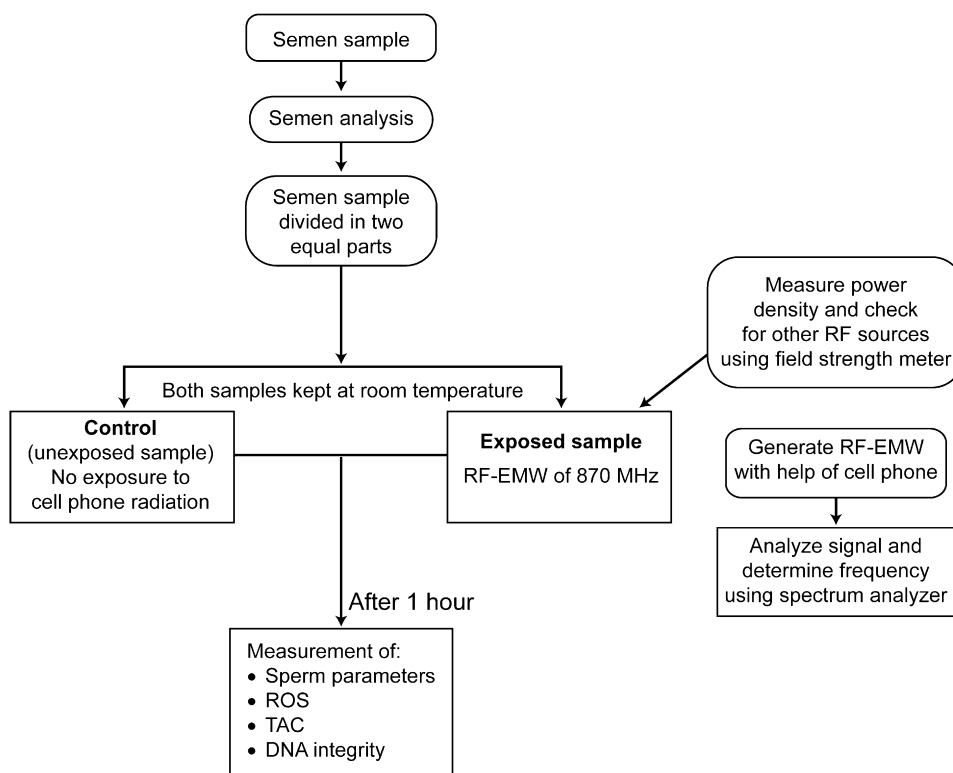 Semen sample
Semen analysis
Semen sample
divided in two
equal parts
Measure power
density and check
for other RF sources
using field strength
meter
Both samples kept at room temperature
Control
(unexposed sample)
No exposure to
cell phone radiation
Exposed sample
RF-EMW of 870 MHz
Generate RF-EMW
with help of cell phone
Analyze signal and
determine frequency
using spectrum analyzer
After 1 hour
Measurement of:
• Sperm parameters
• ROS
• TAC
• DNA integrity